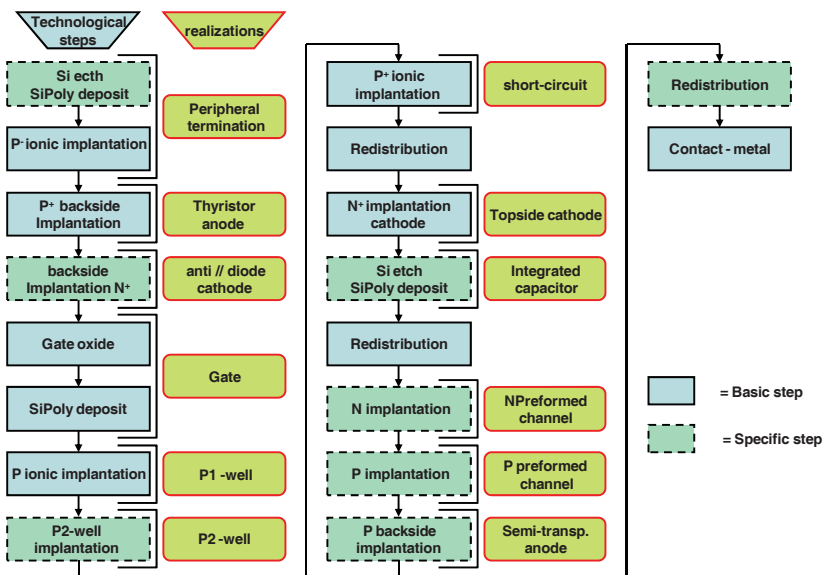 Technological
steps
realizations
Si ecth
SiPoly deposit
Peripheral
termination
P- ionic implantation
P+ backside
Implantation
Thyristor
anode
backside
Implantation N+
anti // diode
cathode
Gate oxide
Gate
SiPoly deposit
P ionic implantation
P1 -well
P2-well
implantation
P2 -well
P+ ionic
implantation
short-circuit
Redistribution
N+ implantation
cathode
Topside cathode
Si etch
SiPoly deposit
Integrated
capacitor
Redistribution
N implantation
NPreformed
channel
P implantation
P preformed
channel
P backside
implantation
Semi-transp.
anode
Redistribution
Contact - metal
= Basic step
= Specific step